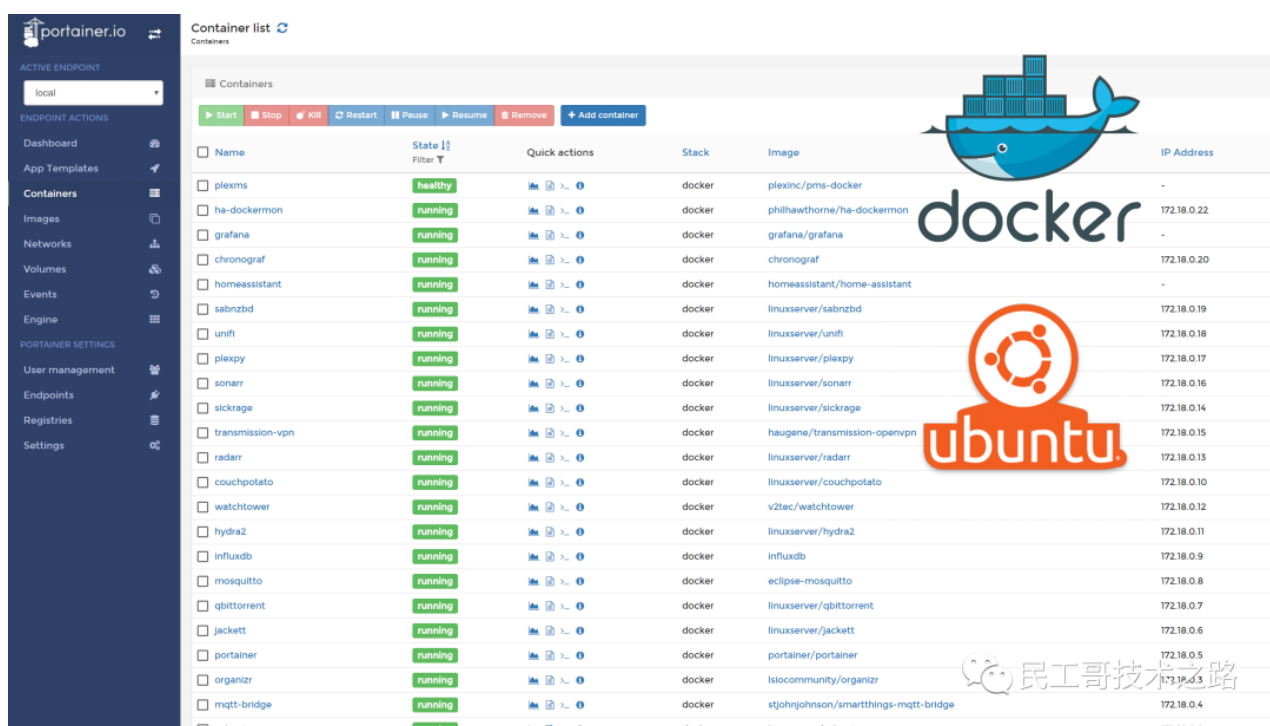 portainer.io
Container list
Containers
ACTIVE ENDPOINT
local
ENDPOINT ACTIONS
Dashboard
App Templates
Containers
Images
Networks
Volumes
Events
Engine
PORTAINER SETTINGS
User management
Endpoints
Registries
Settings
Containers
Start Stop Kill Restart Pause Resume Remove + Add container
Name State Filter Quick actions Stack Image IP Address
plexms healthy docker plexinc/pms-docker -
ha-dockermon running docker philhawthorne/ha-dockermon 172.18.0.22
grafana running docker grafana/grafana -
chronograf running docker chronograf 172.18.0.20
homeassistant running docker homeassistant/home-assistant -
sabnzbd running docker linuxserver/sabnzbd 172.18.0.19
unifi running docker linuxserver/unifi 172.18.0.18
plexpy running docker linuxserver/plexpy 172.18.0.17
sonarr running docker linuxserver/sonarr 172.18.0.16
sickrage running docker linuxserver/sickrage 172.18.0.14
transmission-vpn running docker haugene/transmission-openvpn 172.18.0.15
radarr running docker linuxserver/radarr 172.18.0.13
couchpotato running docker linuxserver/couchpotato 172.18.0.10
watchtower running docker v2tec/watchtower 172.18.0.12
hydra2 running docker linuxserver/hydra2 172.18.0.11
influxdb running docker influxdb 172.18.0.9
mosquitto running docker eclipse-mosquitto 172.18.0.8
qbittorrent running docker linuxserver/qbittorrent 172.18.0.7
jackett running docker linuxserver/jackett 172.18.0.6
portainer running docker portainer/portainer 172.18.0.5
organizr running docker lsiocommunity/organizr 172.18.0.3
mqtt-bridge running docker stjohnjohnson/smartthings-mqtt-bridge 172.18.0.4
docker
ubuntu
民工哥技术之路